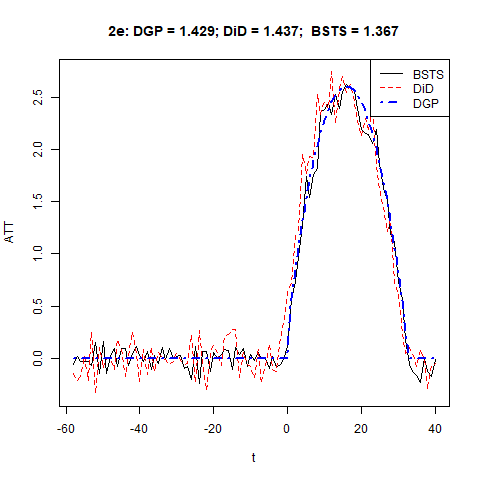 2e: DGP = 1.429; DiD = 1.437;  BSTS = 1.367
BSTS
DiD
DGP
ATT
2.5
2.0
1.5
1.0
0.5
0.0
-60 -40 -20 0 20 40
t